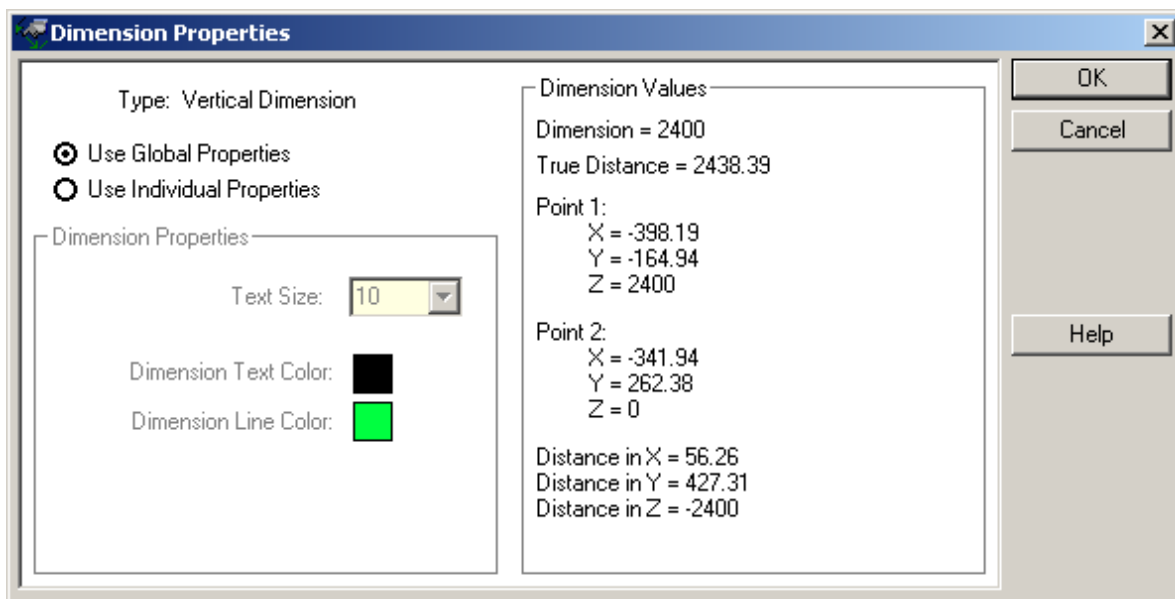 Dimension Properties
Type: Vertical Dimension
Use Global Properties
Use Individual Properties
Dimension Properties
Text Size: 10
Dimension Text Color:
Dimension Line Color:
Dimension Values
Dimension = 2400
True Distance = 2438.39
Point 1:
X = -398.19
Y = -164.94
Z = 2400
Point 2:
X = -341.94
Y = 262.38
Z = 0
Distance in X = 56.26
Distance in Y = 427.31
Distance in Z = -2400
OK
Cancel
Help